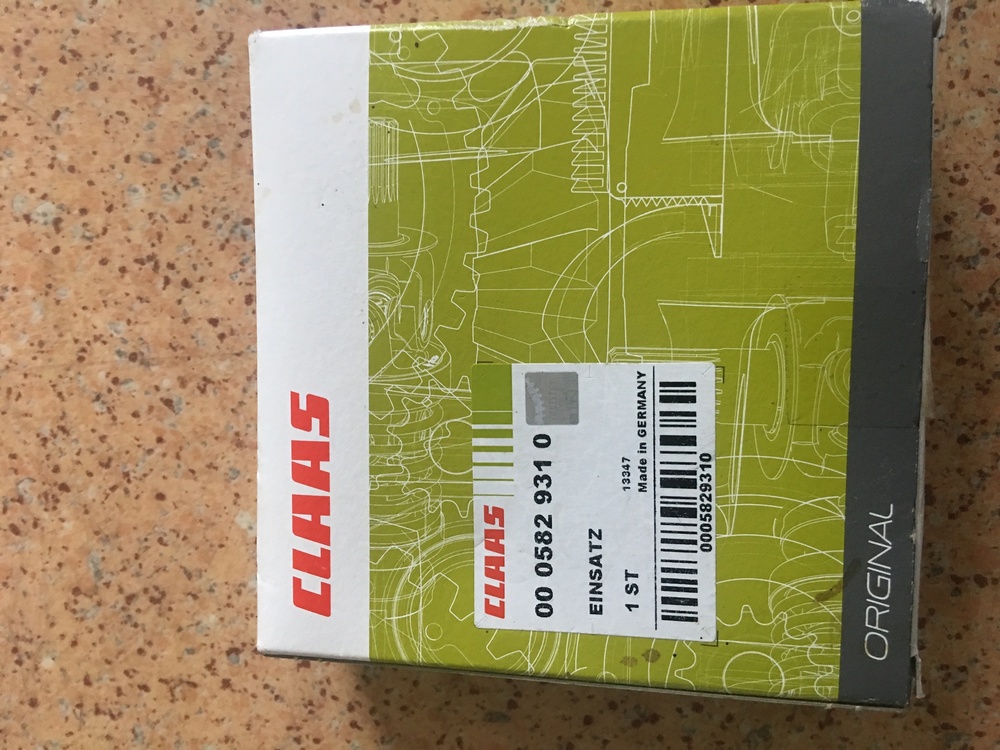 CLAAS
CLAAS
00 0582 931 0
EINSATZ
13347
1 ST
Made in GERMANY
0005829310
ORIGINAL